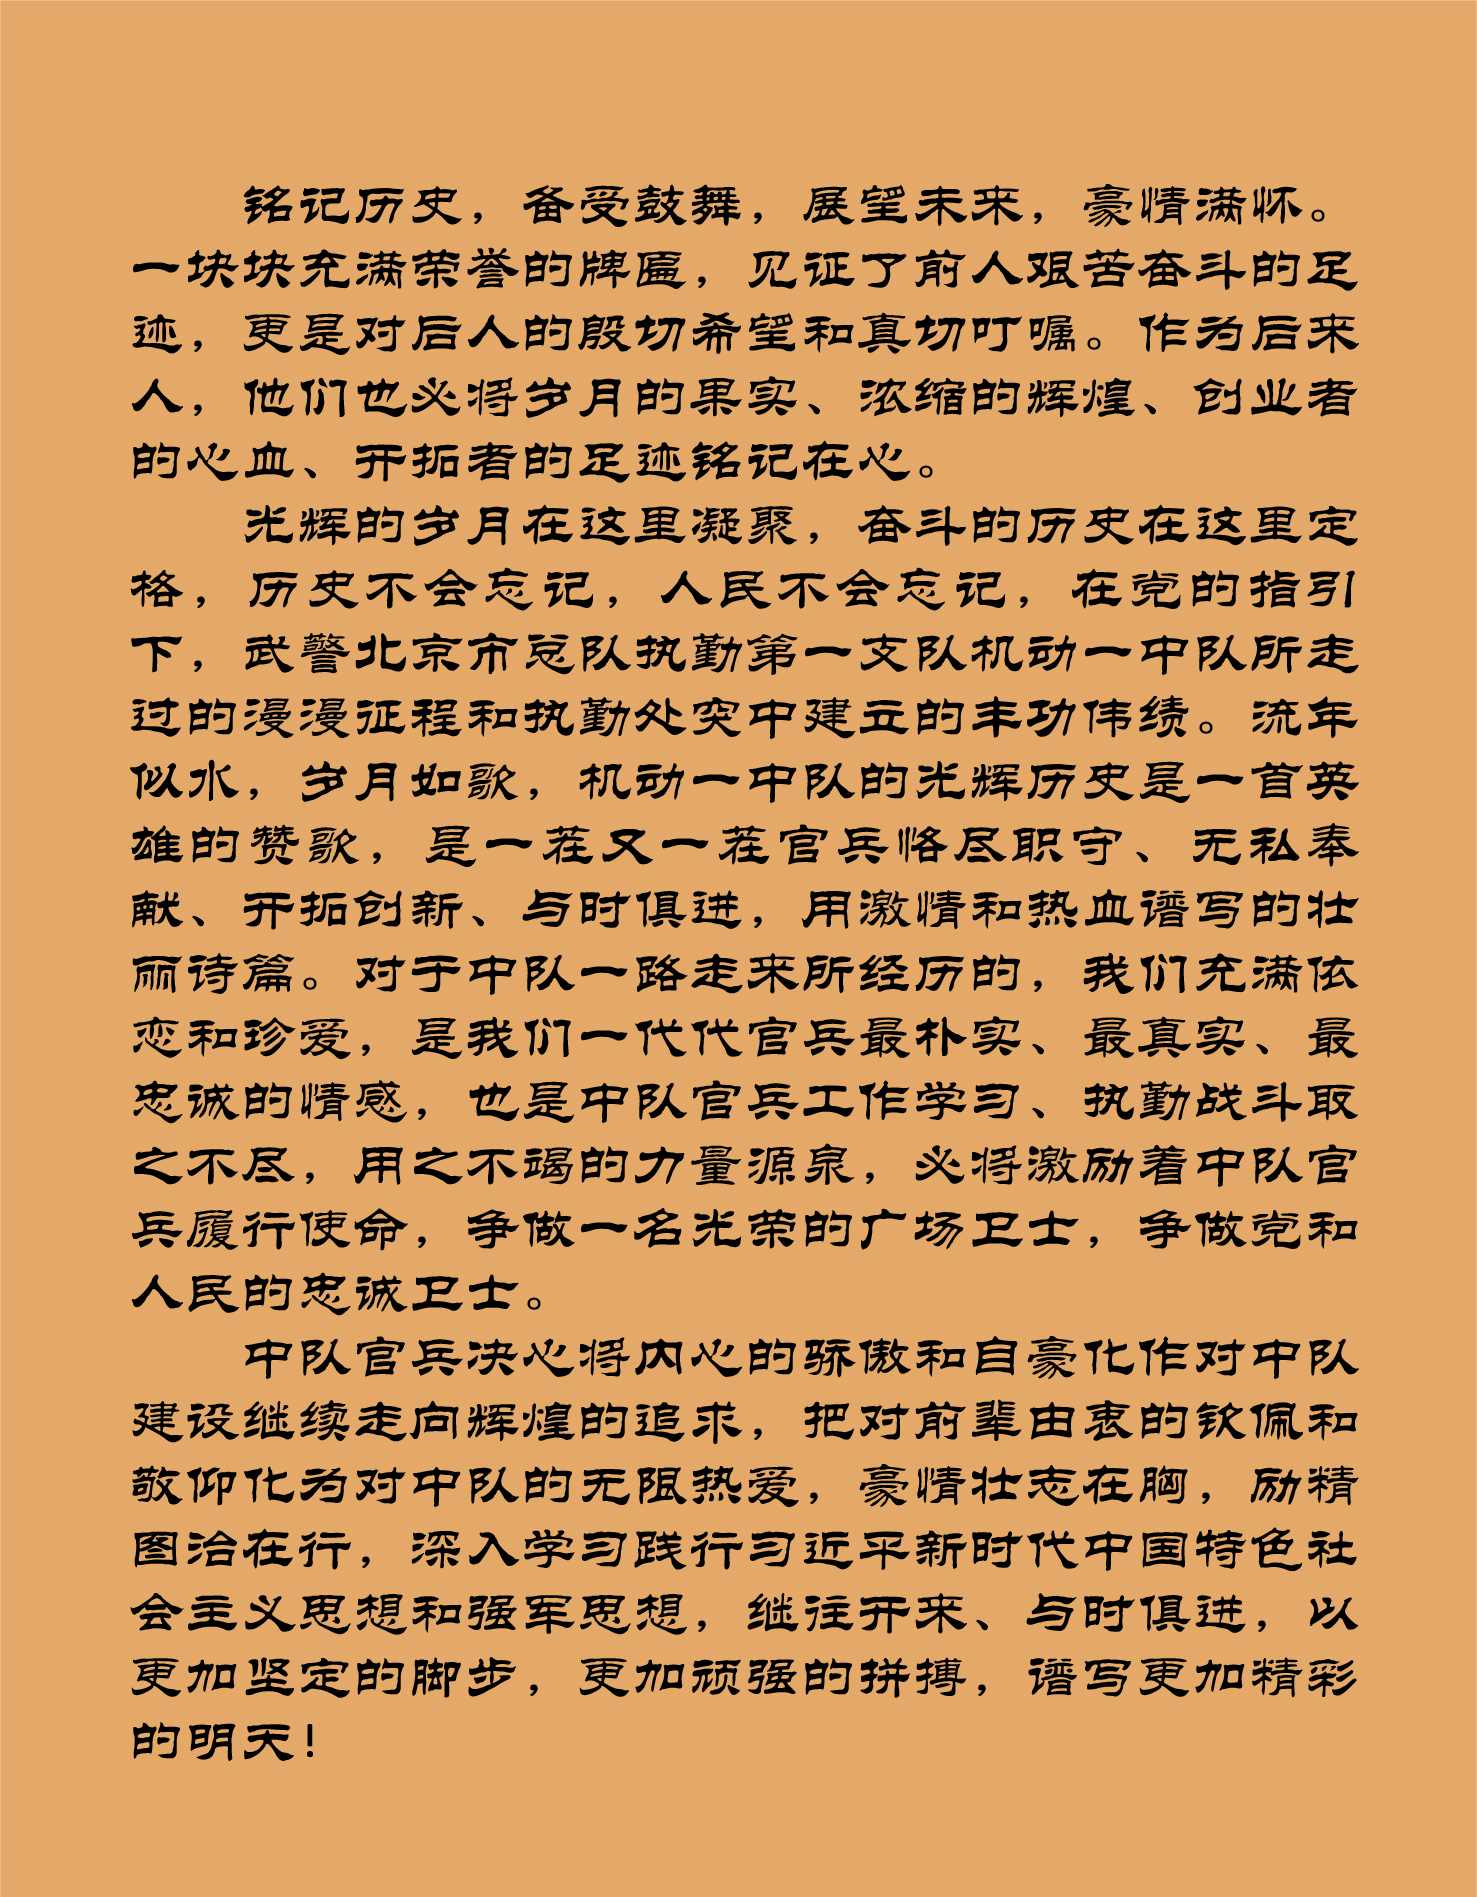 铭记历史，备受鼓舞，展望未来，豪情满怀。
一块块充满荣誉的牌匾，见证了前人艰苦奋斗的足
迹，更是对后人的殷切希望和真切叮嘱。作为后来
人，他们也必将岁月的果实、浓缩的辉煌、创业者
的心血、开拓者的足迹铭记在心。
光辉的岁月在这里凝聚，奋斗的历史在这里定
格，历史不会忘记，人民不会忘记，在党的指引
下，武警北京市总队执勤第一支队机动一中队所走
过的漫漫征程和执勤处突中建立的丰功伟绩。流年
似水，岁月如歌，机动一中队的光辉历史是一首英
雄的赞歌，是一茬又一茬官兵恪尽职守、无私奉
献、开拓创新、与时俱进，用激情和热血谱写的壮
丽诗篇。对于中队一路走来所经历的，我们充满依
恋和珍爱，是我们一代代官兵最朴实、最真实、最
忠诚的情感，也是中队官兵工作学习、执勤战斗取
之不尽，用之不竭的力量源泉，必将激励着中队官
兵履行使命，争做一名光荣的广场卫士，争做党和
人民的忠诚卫士。
中队官兵决心将内心的骄傲和自豪化作对中队
建设继续走向辉煌的追求，把对前辈由衷的钦佩和
敬仰化为对中队的无限热爱，豪情壮志在胸，励精
图治在行，深入学习践行习近平新时代中国特色社
会主义思想和强军思想，继往开来、与时俱进，以
更加坚定的脚步，更加顽强的拼搏，谱写更加精彩
的明天！